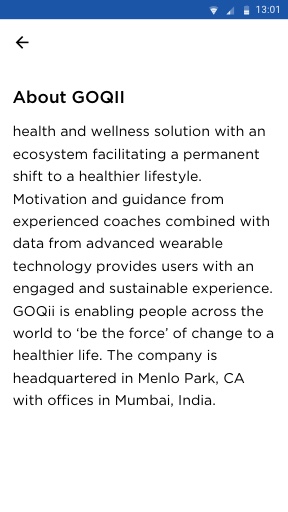 13:01
About GOQII
health and wellness solution with an
ecosystem facilitating a permanent
shift to a healthier lifestyle.
Motivation and guidance from
experienced coaches combined with
data from advanced wearable
technology provides users with an
engaged and sustainable experience.
GOQii is enabling people across the
world to ‘be the force’ of change to a
healthier life. The company is
headquartered in Menlo Park, CA
with offices in Mumbai, India.